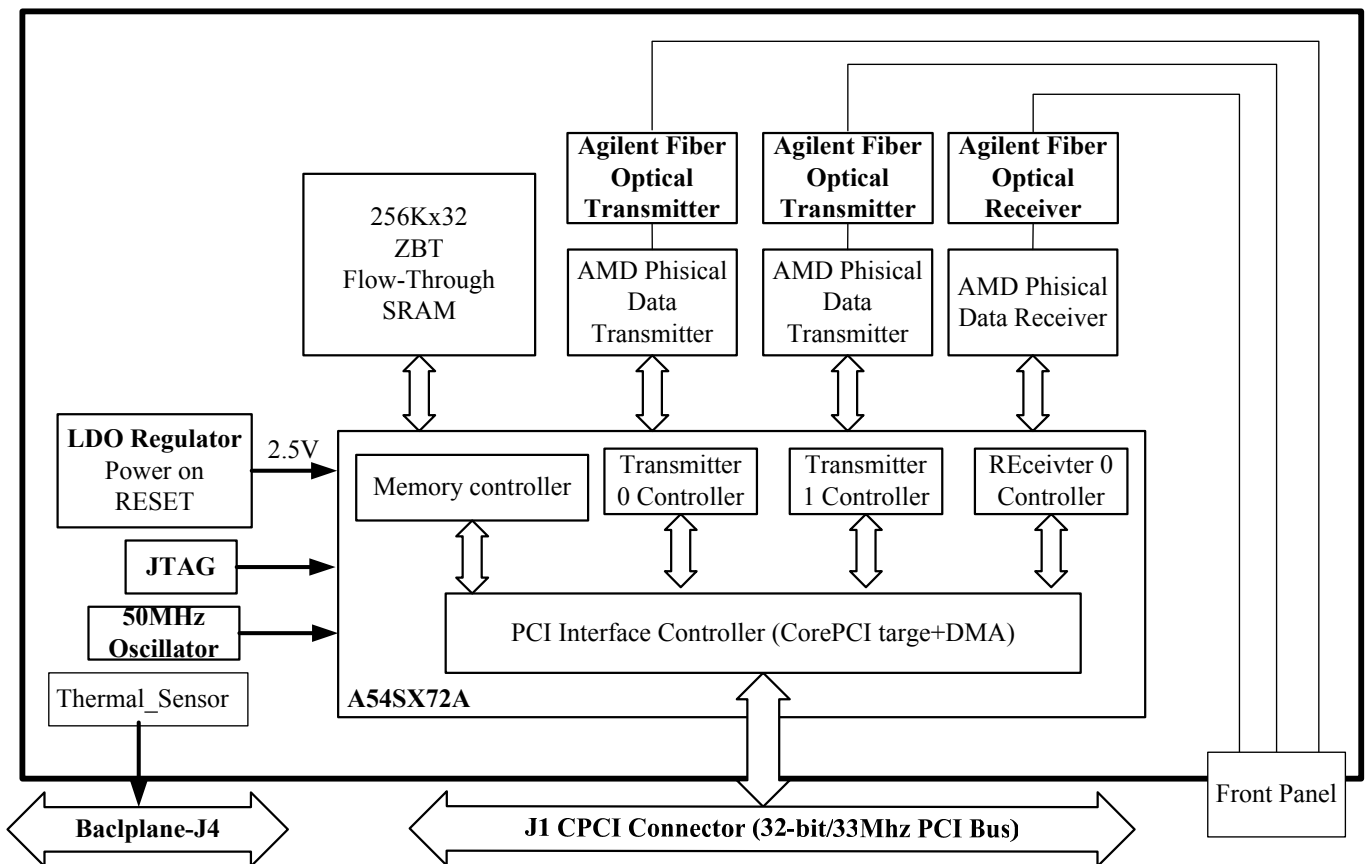 Agilent Fiber
Optical
Transmitter
Agilent Fiber
Optical
Transmitter
Agilent Fiber
Optical
Receiver
256Kx32
ZBT
Flow-Through
SRAM
AMD Phisical
Data
Transmitter
AMD Phisical
Data
Transmitter
AMD Phisical
Data Receiver
LDO Regulator
Power on
RESET
2.5V
Memory controller
Transmitter
0 Controller
Transmitter
1 Controller
REceivter 0
Controller
JTAG
50MHz
Oscillator
PCI Interface Controller (CorePCI targe+DMA)
Thermal_Sensor
A54SX72A
Front Panel
Baclplane-J4
J1 CPCI Connector (32-bit/33Mhz PCI Bus)